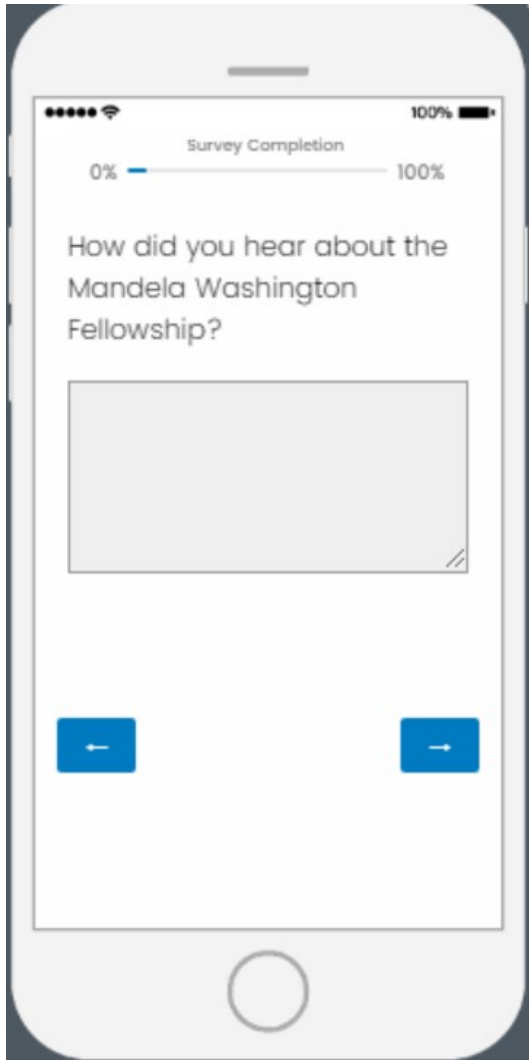 100%
Survey Completion
0% 100%
How did you hear about the
Mandela Washington
Fellowship?
← →